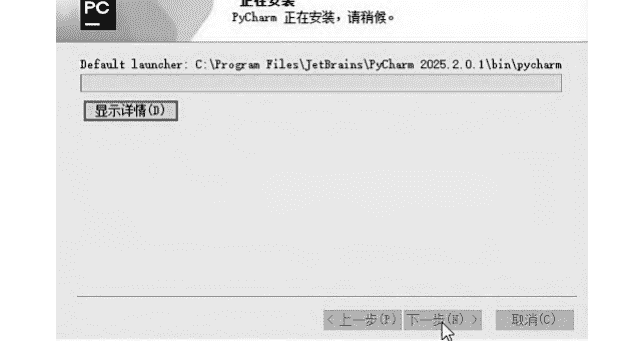 PC
正在安装
PyCharm 正在安装，请稍候。
Default launcher: C:\Program Files\JetBrains\PyCharm 2025.2.0.1\bin\pycharm
显示详情(D)
< 上一步(P)
下一步(N) >
取消(C)